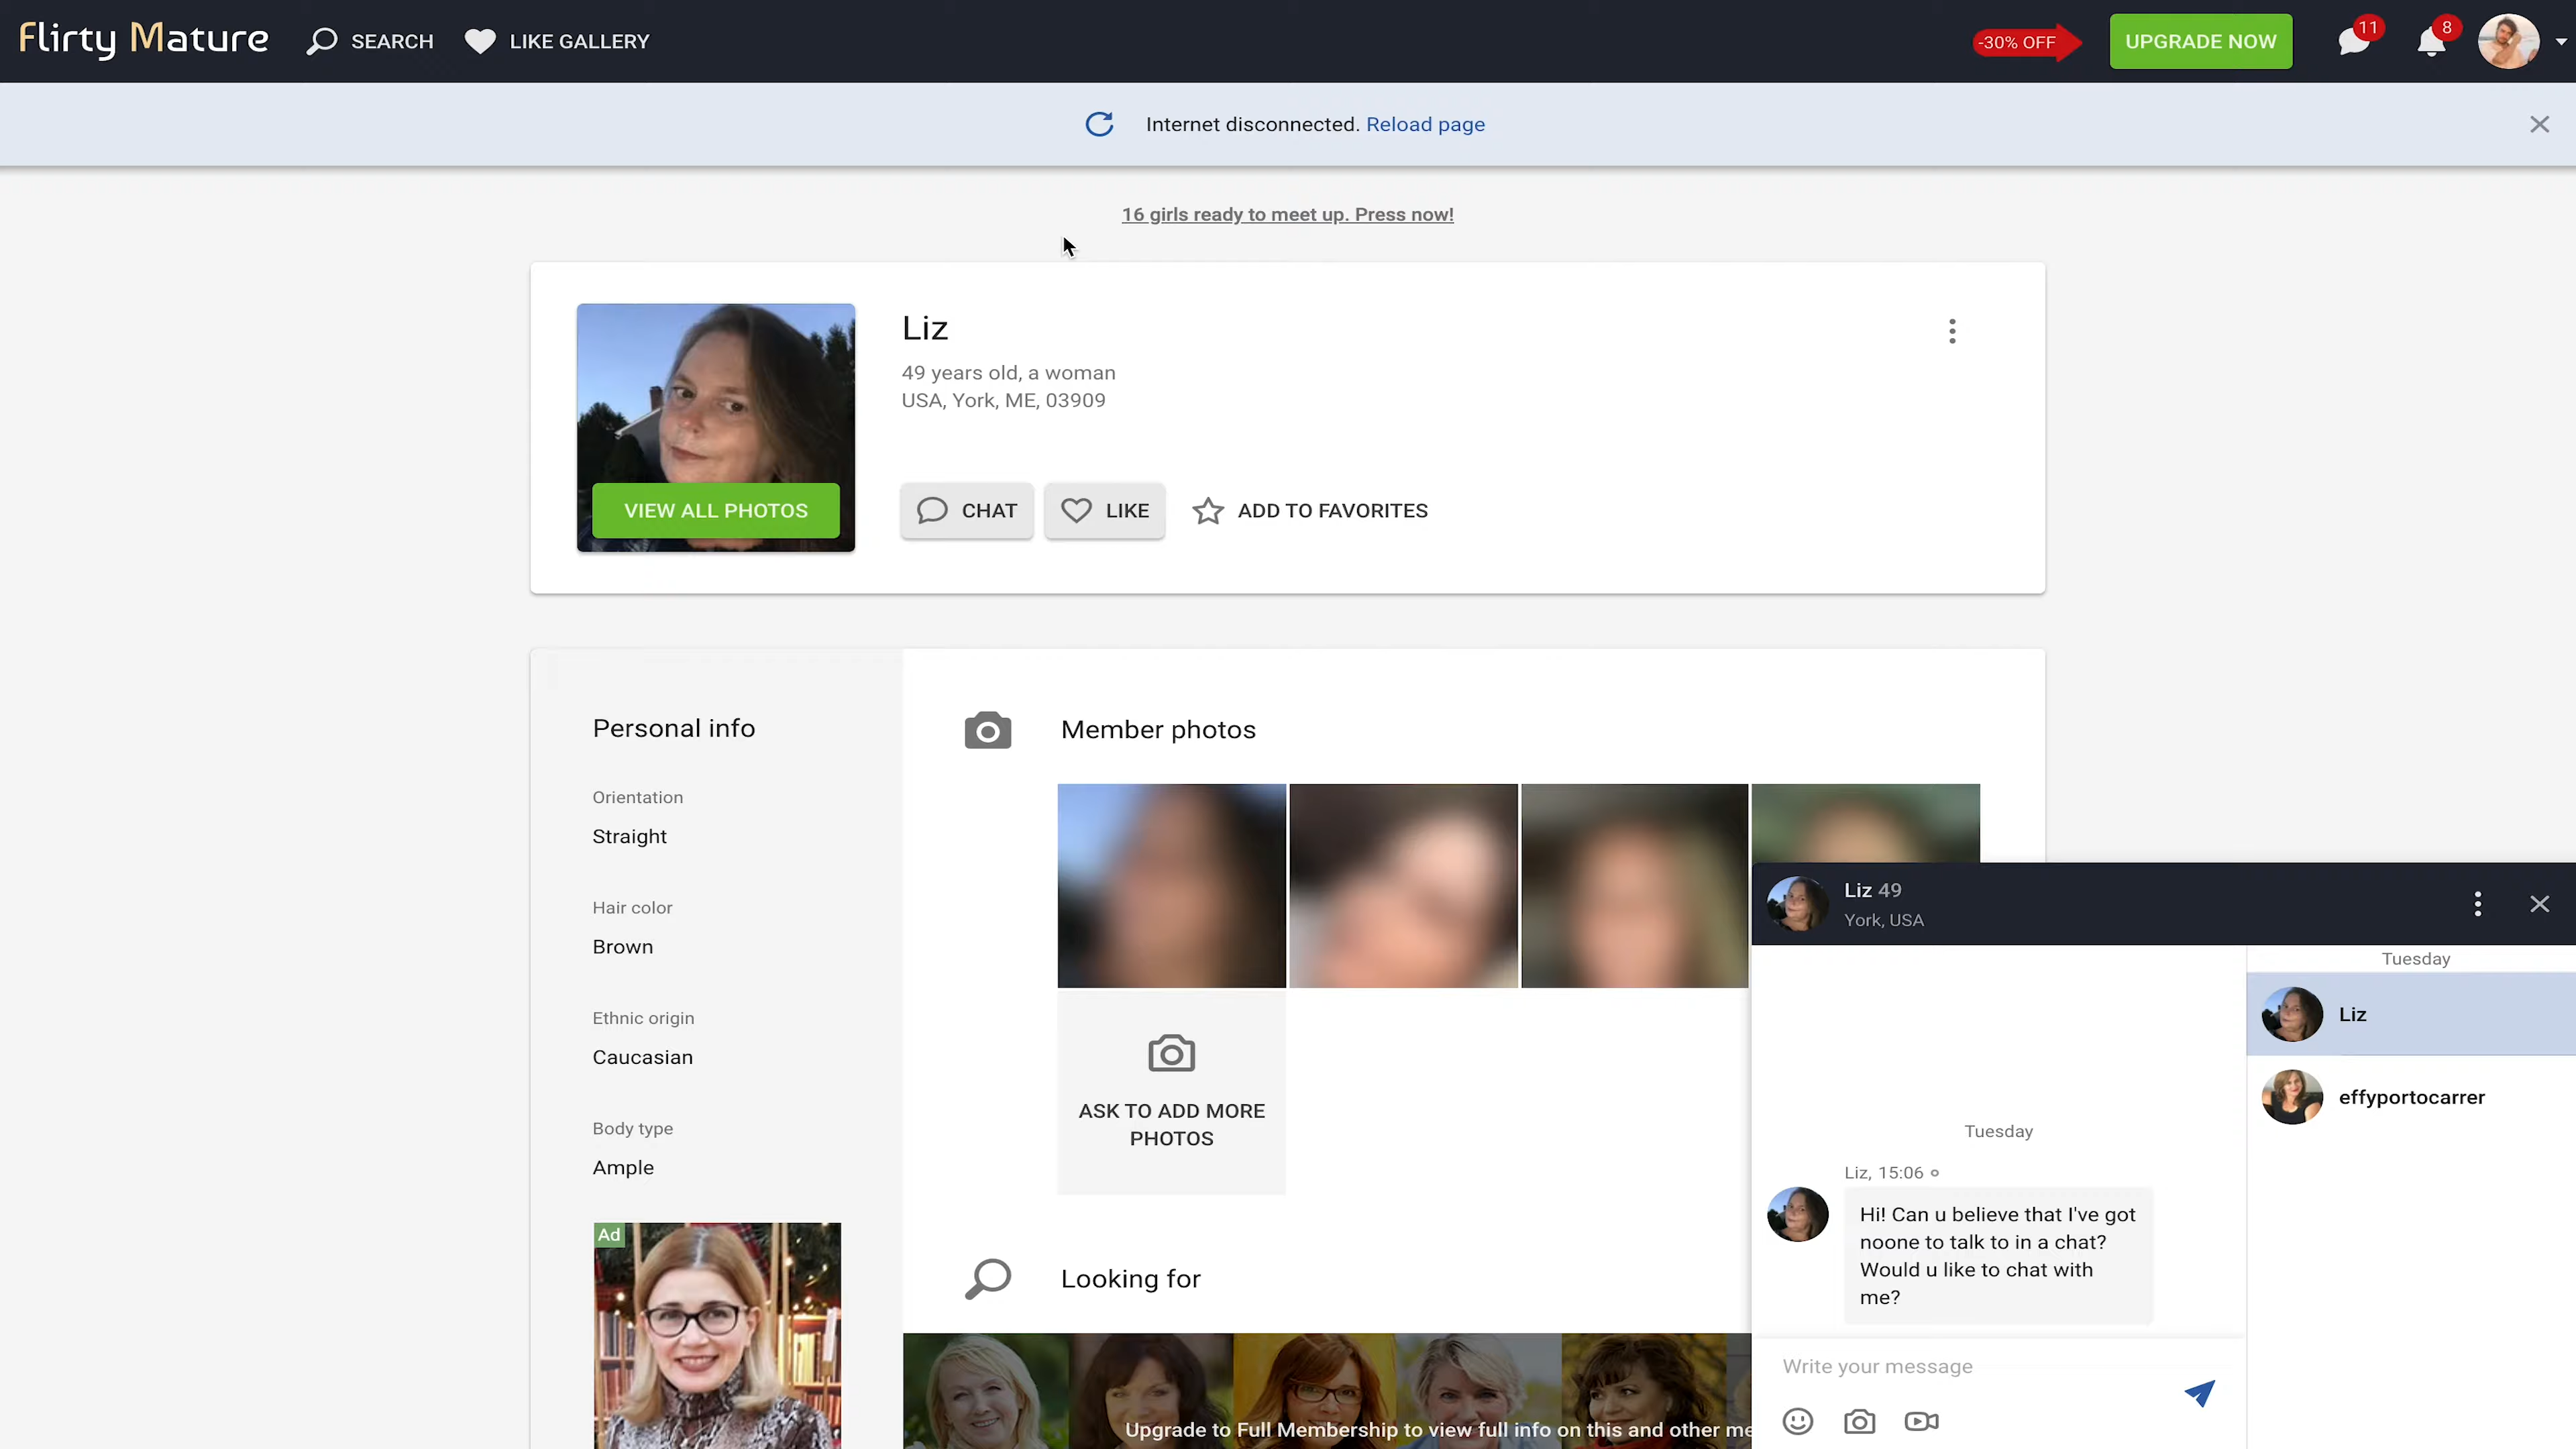 Flirty Mature
SEARCH
LIKE GALLERY
-30% OFF
UPGRADE NOW
11
8
Internet disconnected. Reload page
16 girls ready to meet up. Press now!
Liz
49 years old, a woman
USA, York, ME, 03909
VIEW ALL PHOTOS
CHAT
LIKE
ADD TO FAVORITES
Personal info
Orientation
Straight
Hair color
Brown
Ethnic origin
Caucasian
Body type
Ample
Ad
Member photos
ASK TO ADD MORE
PHOTOS
Looking for
Upgrade to Full Membership to view full info on this and other me
Liz 49
York, USA
Tuesday
Liz, 15:06
Hi! Can u believe that I've got
noone to talk to in a chat?
Would u like to chat with
me?
Write your message
Tuesday
Liz
effyportocarrer